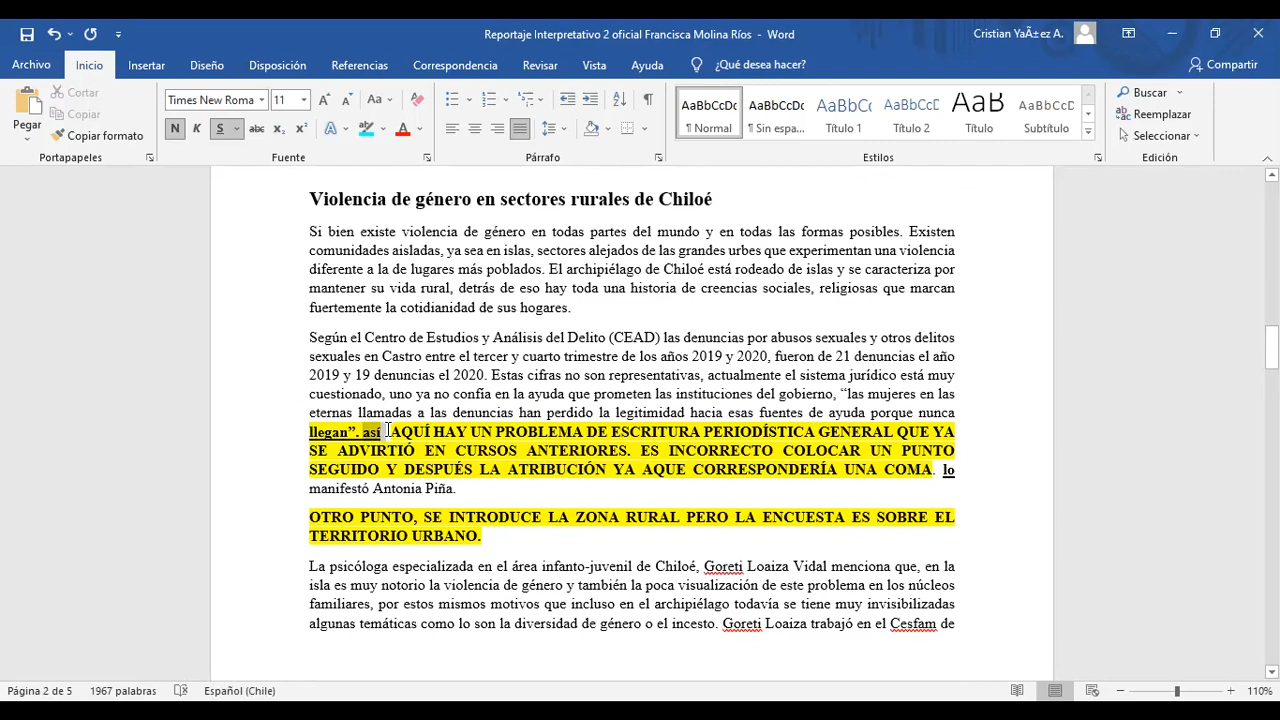 Reportaje Interpretativo 2 oficial Francisca Molina Ríos - Word
Cristian YaÃ±ez A.
Archivo Inicio Insertar Diseño Disposición Referencias Correspondencia Revisar Vista Ayuda ¿Qué desea hacer? Compartir
Pegar
Cortar
Copiar
Copiar formato
Portapapeles
Times New Roma 11
N K S abc x₂ x²
Fuente
Párrafo
AaBbCcDc ¶ Normal
AaBbCcDc ¶ Sin espa...
AaBbCcD Título 1
AaBbCcD Título 2
AaB Título
AaBbCcD Subtítulo
Estilos
Buscar
Reemplazar
Seleccionar
Edición
Violencia de género en sectores rurales de Chiloé
Si bien existe violencia de género en todas partes del mundo y en todas las formas posibles. Existen
comunidades aisladas, ya sea en islas, sectores alejados de las grandes urbes que experimentan una violencia
diferente a la de lugares más poblados. El archipiélago de Chiloé está rodeado de islas y se caracteriza por
mantener su vida rural, detrás de eso hay toda una historia de creencias sociales, religiosas que marcan
fuertemente la cotidianidad de sus hogares.
Según el Centro de Estudios y Análisis del Delito (CEAD) las denuncias por abusos sexuales y otros delitos
sexuales en Castro entre el tercer y cuarto trimestre de los años 2019 y 2020, fueron de 21 denuncias el año
2019 y 19 denuncias el 2020. Estas cifras no son representativas, actualmente el sistema jurídico está muy
cuestionado, uno ya no confía en la ayuda que prometen las instituciones del gobierno, “las mujeres en las
eternas llamadas a las denuncias han perdido la legitimidad hacia esas fuentes de ayuda porque nunca
llegan”. así AQUÍ HAY UN PROBLEMA DE ESCRITURA PERIODÍSTICA GENERAL QUE YA
SE ADVIRTIÓ EN CURSOS ANTERIORES. ES INCORRECTO COLOCAR UN PUNTO
SEGUIDO Y DESPUÉS LA ATRIBUCIÓN YA AQUE CORRESPONDERÍA UNA COMA. lo
manifestó Antonia Piña.
OTRO PUNTO, SE INTRODUCE LA ZONA RURAL PERO LA ENCUESTA ES SOBRE EL
TERRITORIO URBANO.
La psicóloga especializada en el área infanto-juvenil de Chiloé, Goreti Loaiza Vidal menciona que, en la
isla es muy notorio la violencia de género y también la poca visualización de este problema en los núcleos
familiares, por estos mismos motivos que incluso en el archipiélago todavía se tiene muy invisibilizadas
algunas temáticas como lo son la diversidad de género o el incesto. Goreti Loaiza trabajó en el Cesfam de
Página 2 de 5 1967 palabras Español (Chile) 110%